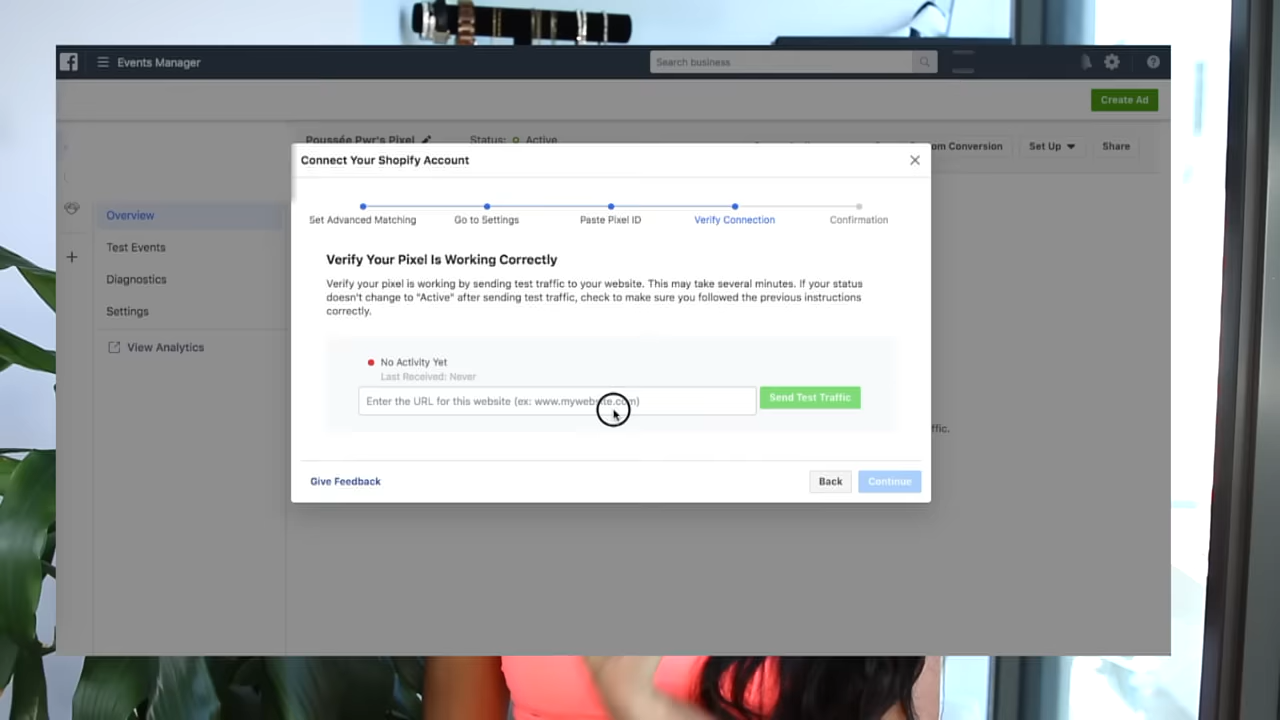 Events Manager
Search business
Create Ad
Poussée Pwr's Pixel
Status: Active
om Conversion
Set Up
Share
Connect Your Shopify Account
Set Advanced Matching
Go to Settings
Paste Pixel ID
Verify Connection
Confirmation
Overview
Test Events
Diagnostics
Settings
View Analytics
Verify Your Pixel Is Working Correctly
Verify your pixel is working by sending test traffic to your website. This may take several minutes. If your status
doesn't change to "Active" after sending test traffic, check to make sure you followed the previous instructions
correctly.
No Activity Yet
Last Received: Never
Enter the URL for this website (ex: www.mywebsite.com)
Send Test Traffic
ffic.
Give Feedback
Back
Continue